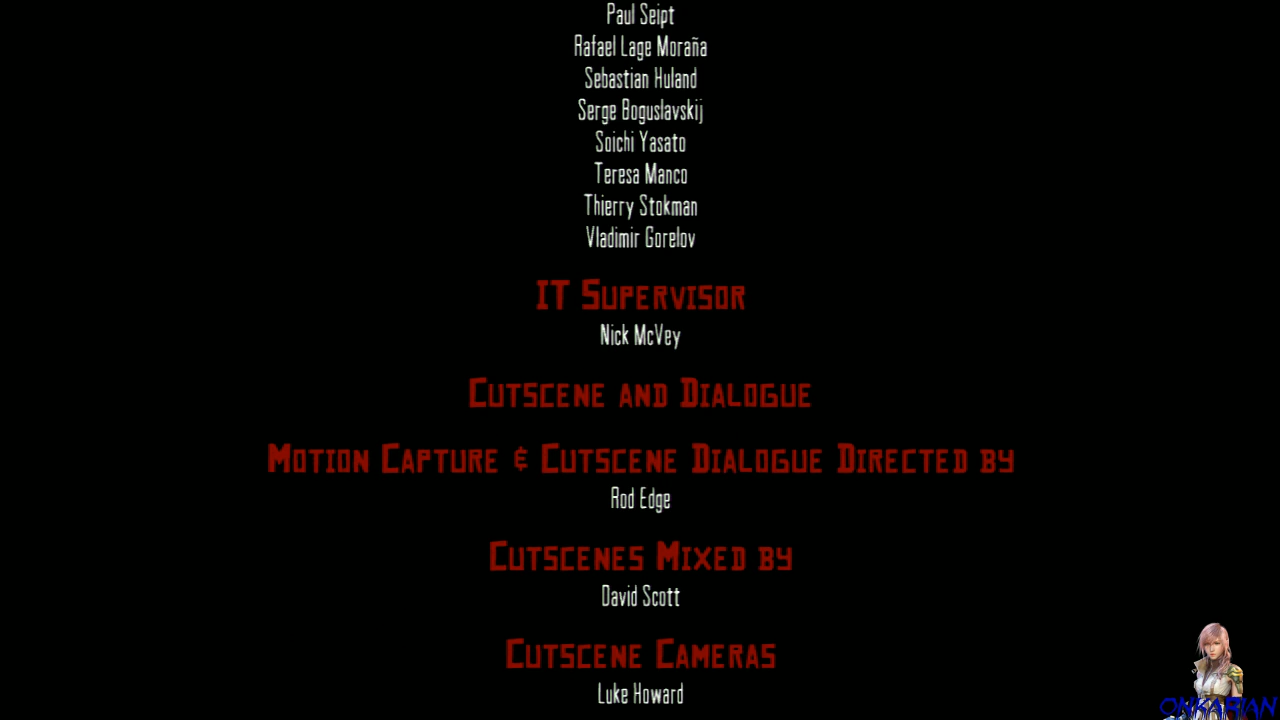 Paul Seipt
Rafael Lage Moraña
Sebastian Huland
Serge Boguslavskij
Soichi Yasato
Teresa Manco
Thierry Stokman
Vladimir Gorelov
IT Supervisor
Nick McVey
Cutscene and Dialogue
Motion Capture & Cutscene Dialogue Directed by
Rod Edge
Cutscenes Mixed by
David Scott
Cutscene Cameras
Luke Howard
ONKARIAN